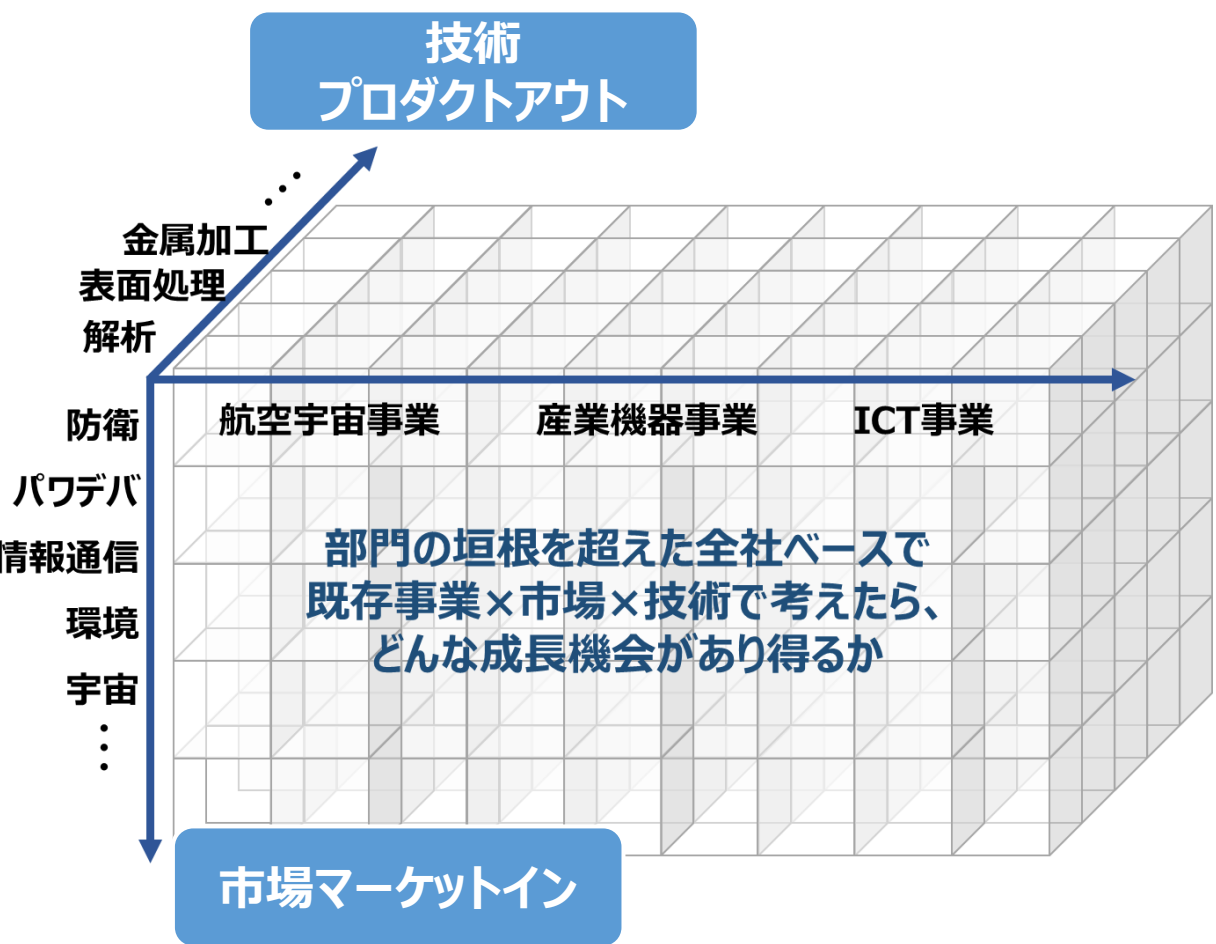 技術
プロダクトアウト
…
金属加工
表面処理
解析
航空宇宙事業
産業機器事業
ICT事業
防衛
パワデバ
情報通信
環境
宇宙
…
部門の垣根を超えた全社ベースで
既存事業×市場×技術で考えたら、
どんな成長機会があり得るか
市場マーケットイン